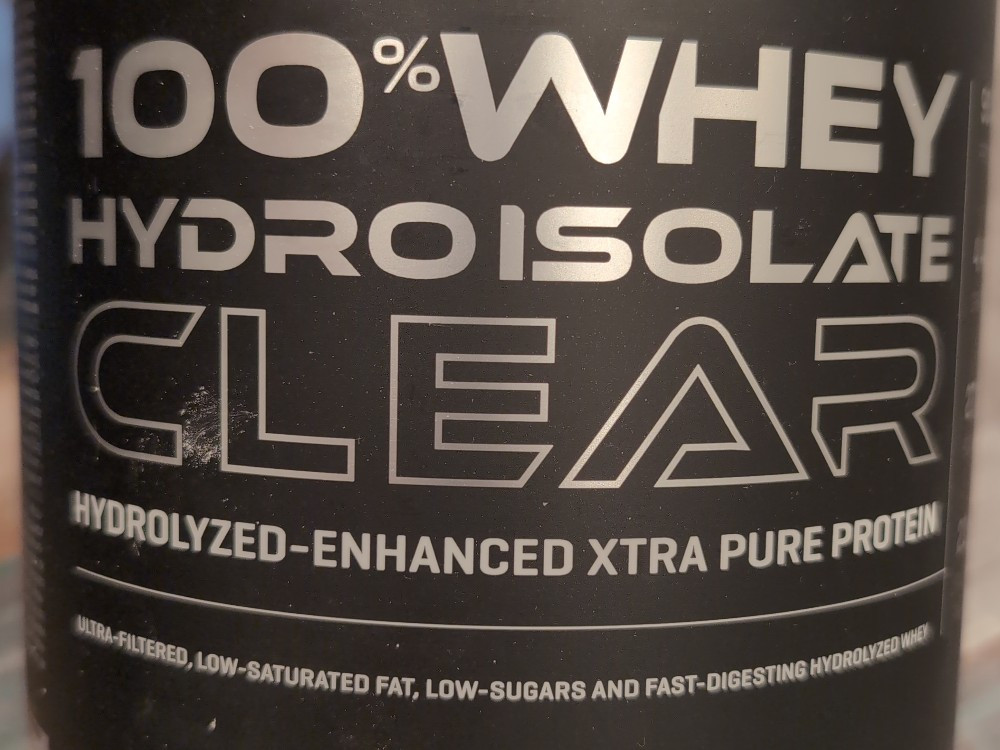 100% WHEY
HYDRO ISOLATE
CLEAR
HYDROLYZED-ENHANCED XTRA PURE PROTEIN
ULTRA-FILTERED, LOW-SATURATED FAT, LOW-SUGARS AND FAST-DIGESTING HYDROLYZED WHEY